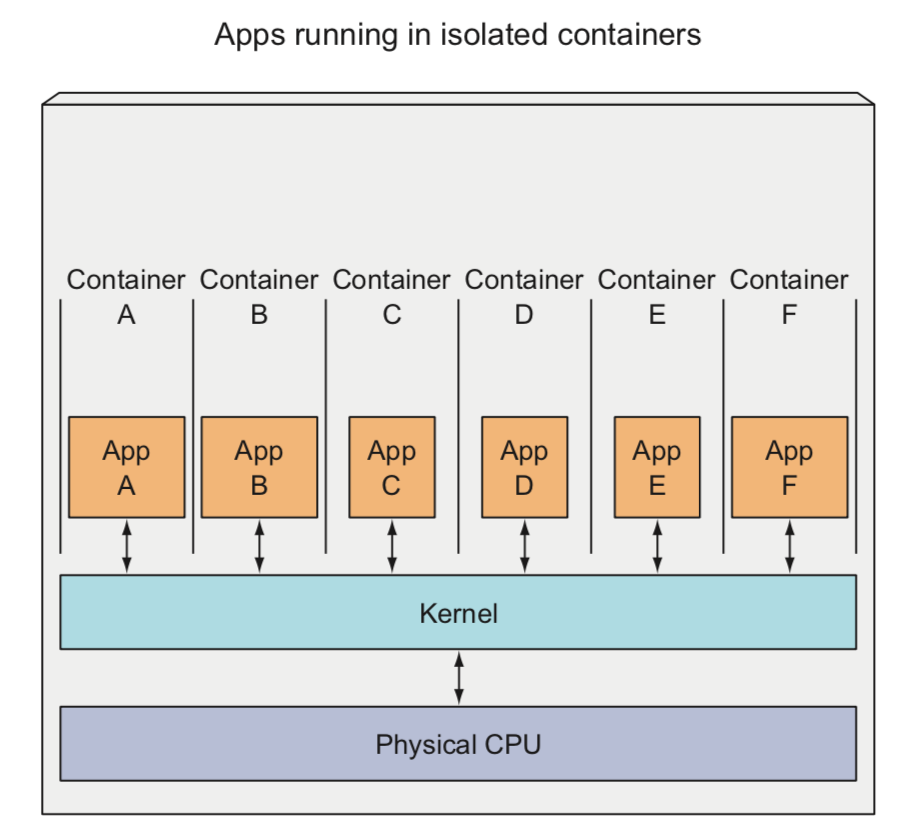 Apps running in isolated containers
Container Container Container Container Container Container
A B C D E F
App App App App App App
A B C D E F
Kernel
Physical CPU